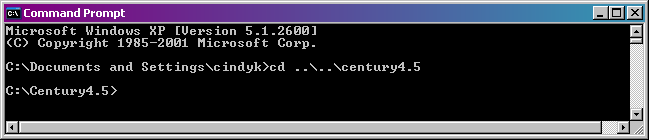 Command Prompt
Microsoft Windows XP [Version 5.1.2600]
(C) Copyright 1985-2001 Microsoft Corp.
C:\Documents and Settings\cindyk>cd ..\..\century4.5
C:\Century4.5>